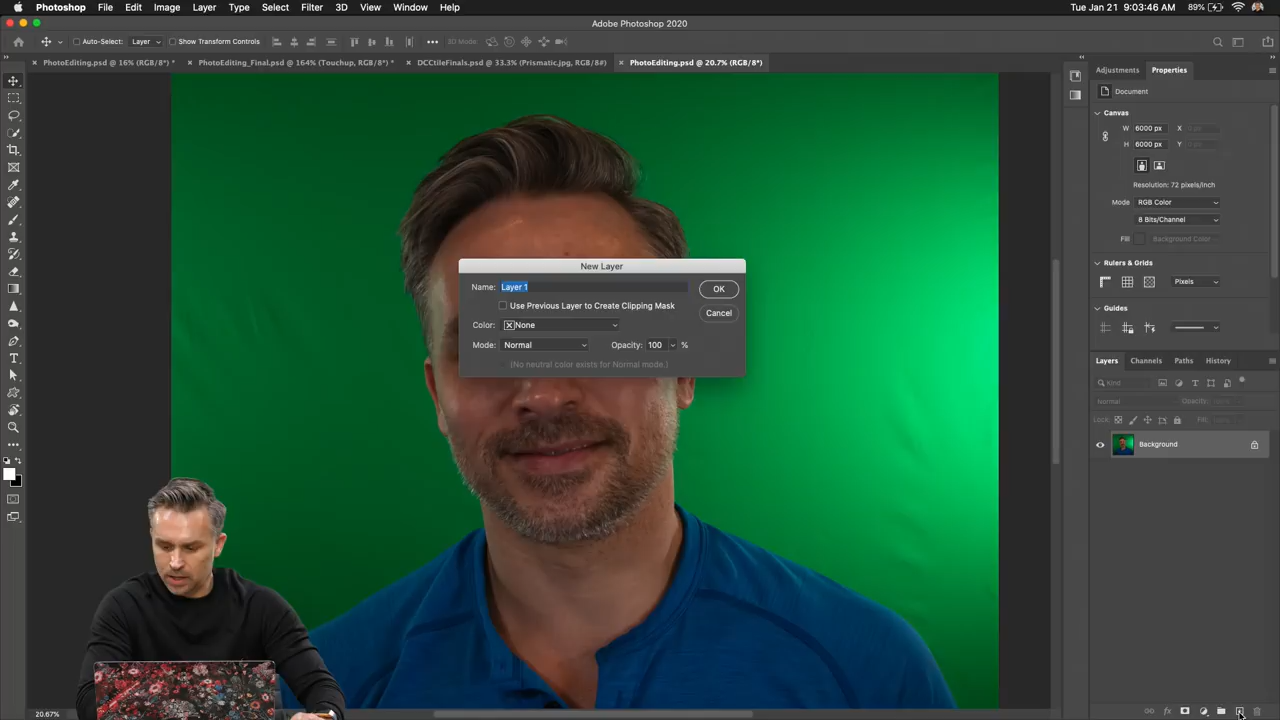 Photoshop File Edit Image Layer Type Select Filter 3D View Window Help Tue Jan 21 9:03:46 AM 89%
Adobe Photoshop 2020
Auto-Select: Layer Show Transform Controls 3D Mode:
PhotoEditing.psd @ 16% (RGB/8*) * PhotoEditing_Final.psd @ 164% (Touchup, RGB/8*) * DCCtileFinals.psd @ 33.3% (Prismatic.jpg, RGB/8#) PhotoEditing.psd @ 20.7% (RGB/8*)
Adjustments Properties
Document
Canvas
W 6000 px X
H 6000 px Y
Resolution: 72 pixels/inch
Mode RGB Color
8 Bits/Channel
Fill Background Color
Rulers & Grids
Pixels
Guides
New Layer
Name: Layer 1 OK
Use Previous Layer to Create Clipping Mask
Cancel
Color: None
Mode: Normal Opacity: 100 %
(No neutral color exists for Normal mode.)
Layers Channels Paths History
Kind
Normal Opacity:
Lock: Fill:
Background
20.67%